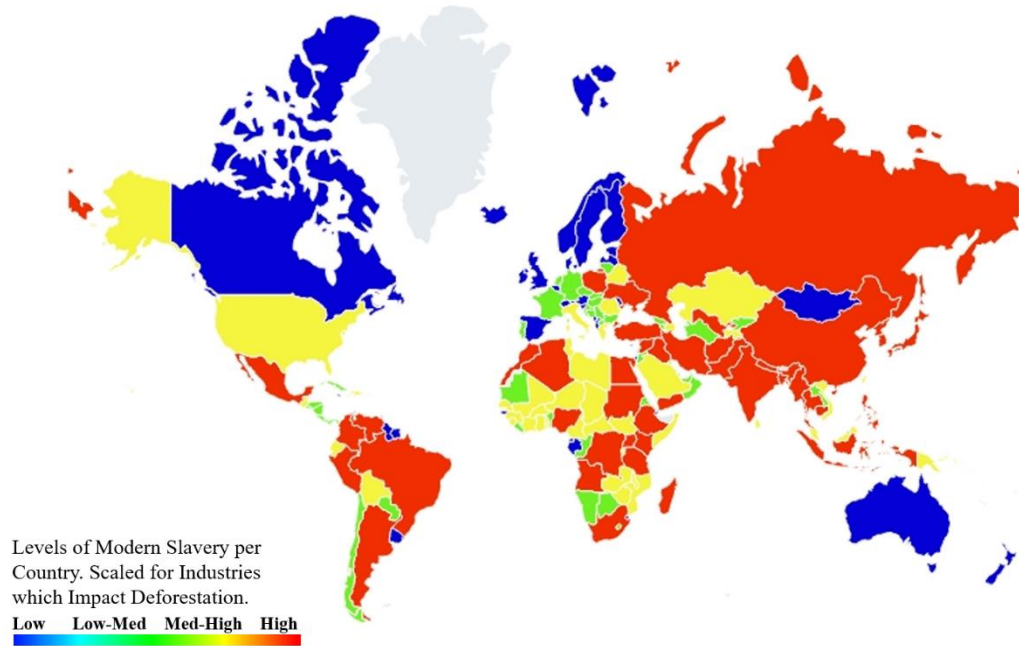 Levels of Modern Slavery per
Country. Scaled for Industries
which Impact Deforestation.
Low Low-Med Med-High High